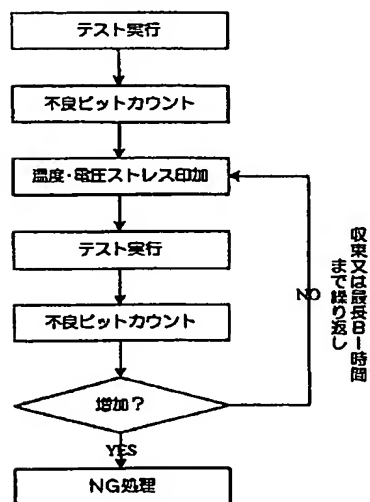 テスト実行
不良ビットカウント
温度・電圧ストレス印加
テスト実行
不良ビットカウント
増加?
NO
収束又は最長BI時間
まで繰り返し
YES
NG処理